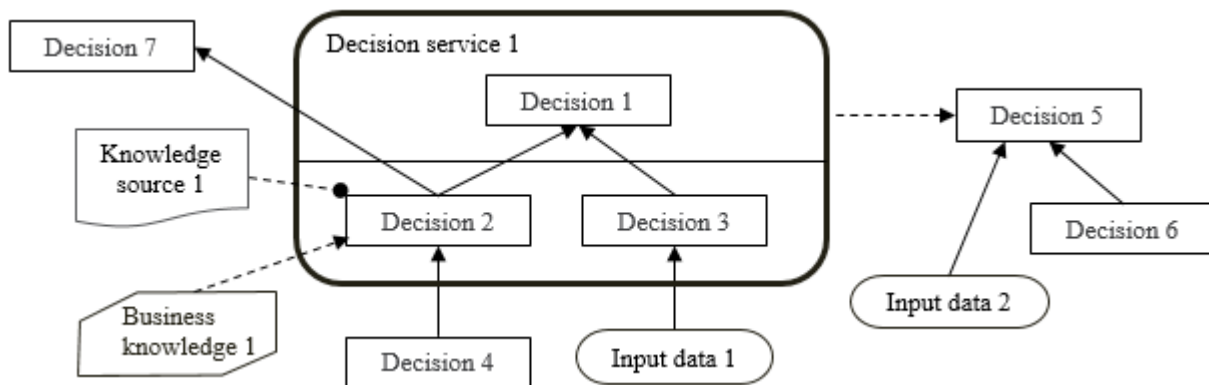 Decision 7
Decision service 1
Decision 1
Decision 5
Knowledge
source 1
Decision 2
Decision 3
Decision 6
Business
knowledge 1
Input data 2
Decision 4
Input data 1